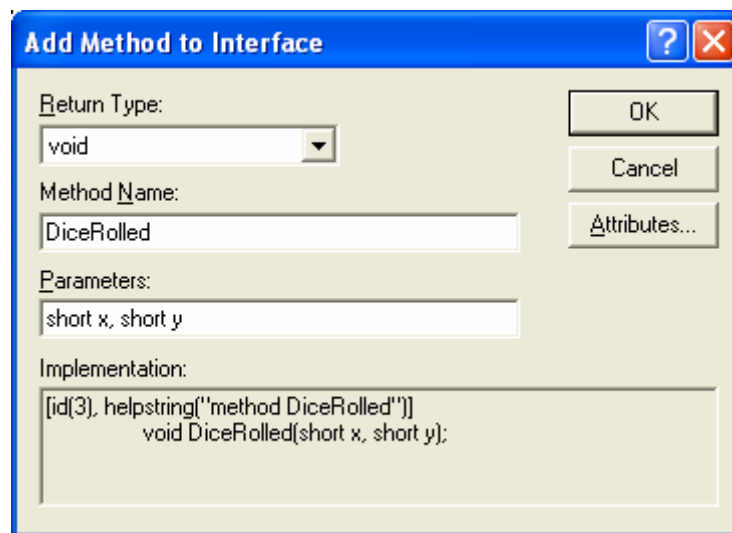 Add Method to Interface
Return Type:
void
OK
Cancel
Method Name:
DiceRolled
Attributes...
Parameters:
short x, short y
Implementation:
[id(3), helpstring("method DiceRolled")]
void DiceRolled(short x, short y);